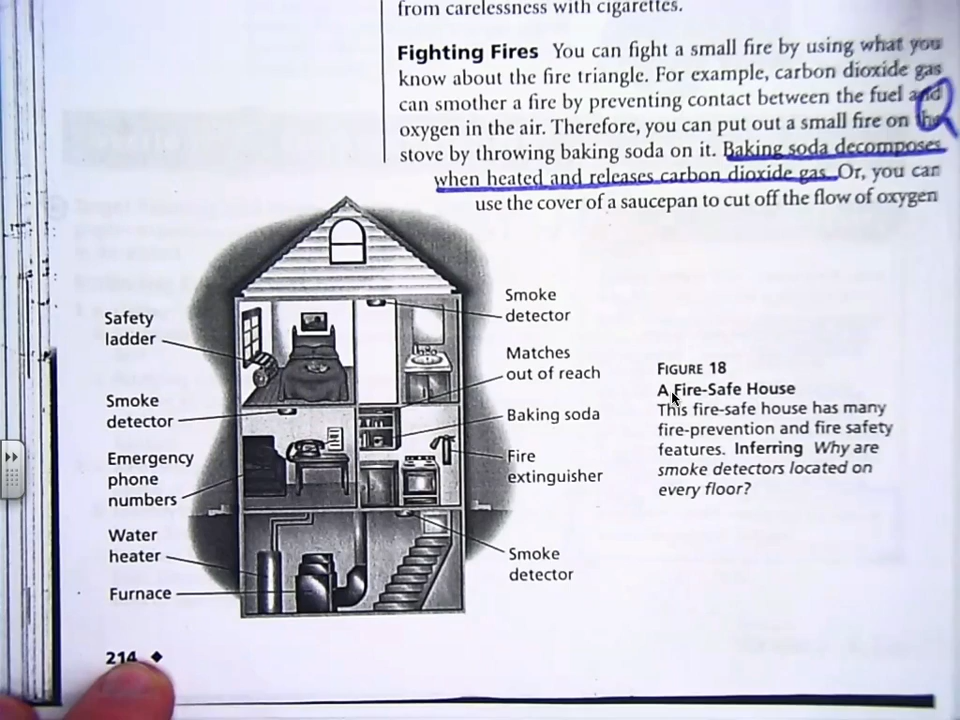 from carelessness with cigarettes.
Fighting Fires You can fight a small fire by using what you
know about the fire triangle. For example, carbon dioxide gas
can smother a fire by preventing contact between the fuel and
oxygen in the air. Therefore, you can put out a small fire on the
stove by throwing baking soda on it. Baking soda decomposes
when heated and releases carbon dioxide gas. Or, you can
use the cover of a saucepan to cut off the flow of oxygen
Safety
ladder
Smoke
detector
Emergency
phone
numbers
Water
heater
Furnace
Smoke
detector
Matches
out of reach
Baking soda
Fire
extinguisher
Smoke
detector
FIGURE 18
A Fire-Safe House
This fire-safe house has many
fire-prevention and fire safety
features. Inferring Why are
smoke detectors located on
every floor?
214 ◆